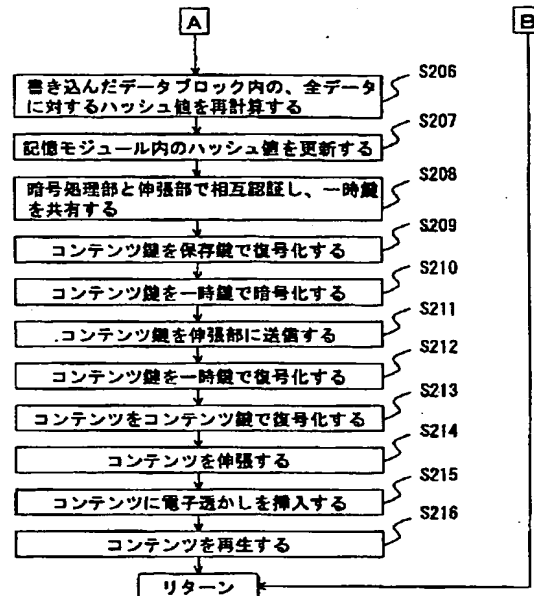 A
B
書き込んだデータブロック内の、全データ
に対するハッシュ値を再計算する
S206
記憶モジュール内のハッシュ値を更新する
S207
暗号処理部と伸張部で相互認証し、一時鍵
を共有する
S208
コンテンツ鍵を保存鍵で復号化する
S209
コンテンツ鍵を一時鍵で暗号化する
S210
コンテンツ鍵を伸張部に送信する
S211
コンテンツ鍵を一時鍵で復号化する
S212
コンテンツをコンテンツ鍵で復号化する
S213
コンテンツを伸張する
S214
コンテンツに電子透かしを挿入する
S215
コンテンツを再生する
S216
リターン